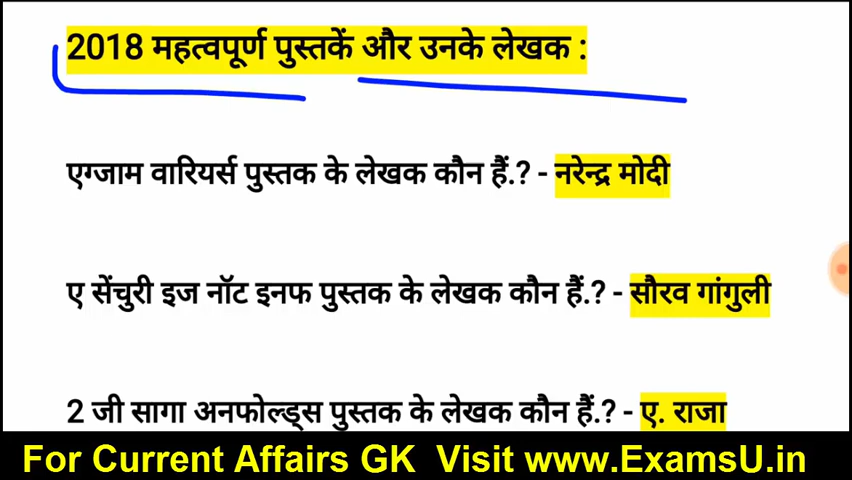 2018 महत्वपूर्ण पुस्तकें और उनके लेखक :
एग्जाम वारियर्स पुस्तक के लेखक कौन हैं.? - नरेन्द्र मोदी
ए सेंचुरी इज नॉट इनफ पुस्तक के लेखक कौन हैं.? - सौरव गांगुली
2 जी सागा अनफोल्ड्स पुस्तक के लेखक कौन हैं.? - ए. राजा
For Current Affairs GK Visit www.ExamsU.in